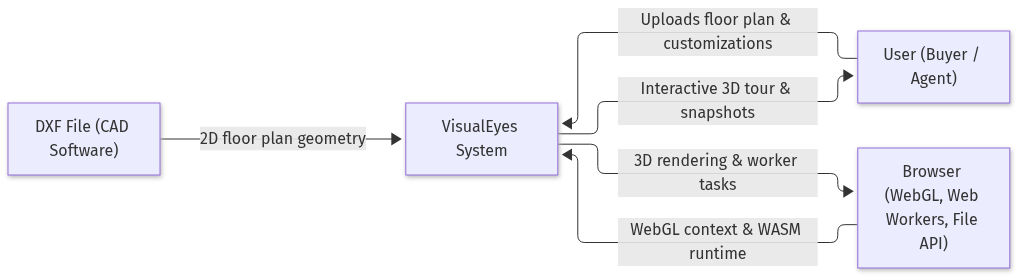 DXF File (CAD
Software)
2D floor plan geometry
VisualEyes
System
Uploads floor plan &
customizations
Interactive 3D tour &
snapshots
3D rendering & worker
tasks
WebGL context & WASM
runtime
User (Buyer /
Agent)
Browser
(WebGL, Web
Workers, File
API)